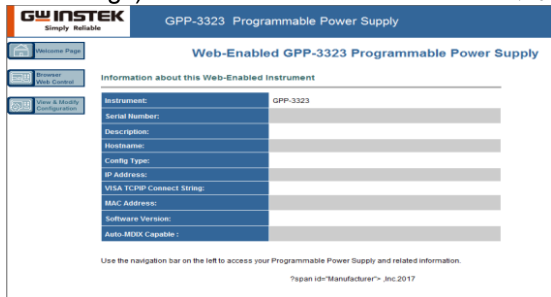 GW INSTEK
Simply Reliable
GPP-3323 Programmable Power Supply
Welcome Page
Web-Enabled GPP-3323 Programmable Power Supply
Browser
Web Control
Information about this Web-Enabled Instrument
View & Modify
Configuration
Instrument: GPP-3323
Serial Number:
Description:
Hostname:
Config Type:
IP Address:
VISA TCPIP Connect String:
MAC Address:
Software Version:
Auto-MDIX Capable :
Use the navigation bar on the left to access your Programmable Power Supply and related information.
?span id="Manufacturer"> ,Inc.2017